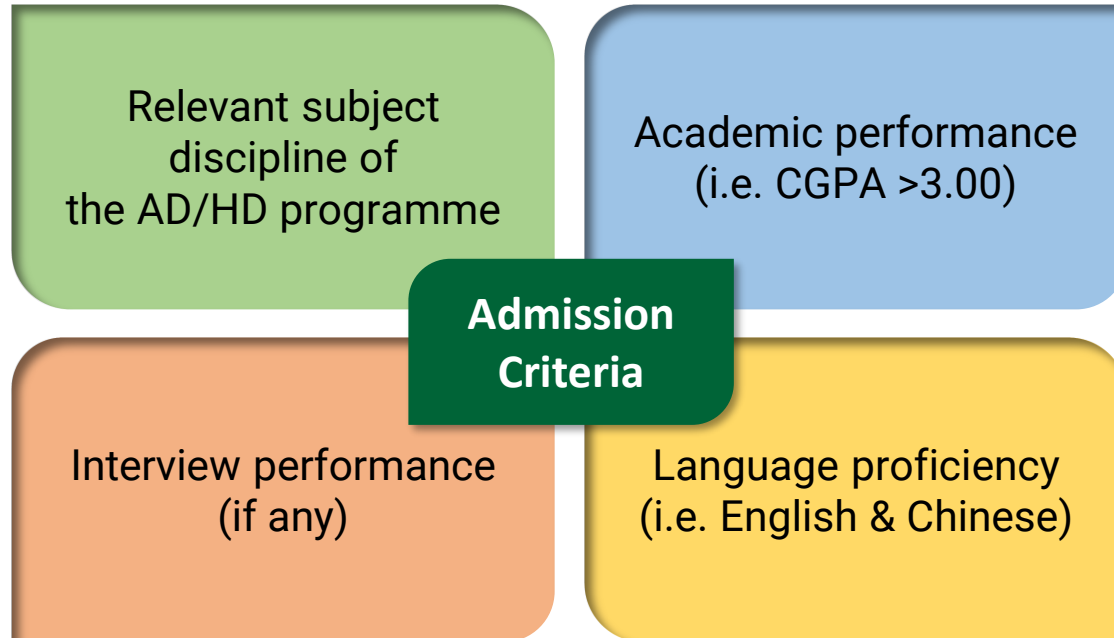 Relevant subject
discipline of
the AD/HD programme
Academic performance
(i.e. CGPA >3.00)
Admission
Criteria
Interview performance
(if any)
Language proficiency
(i.e. English & Chinese)